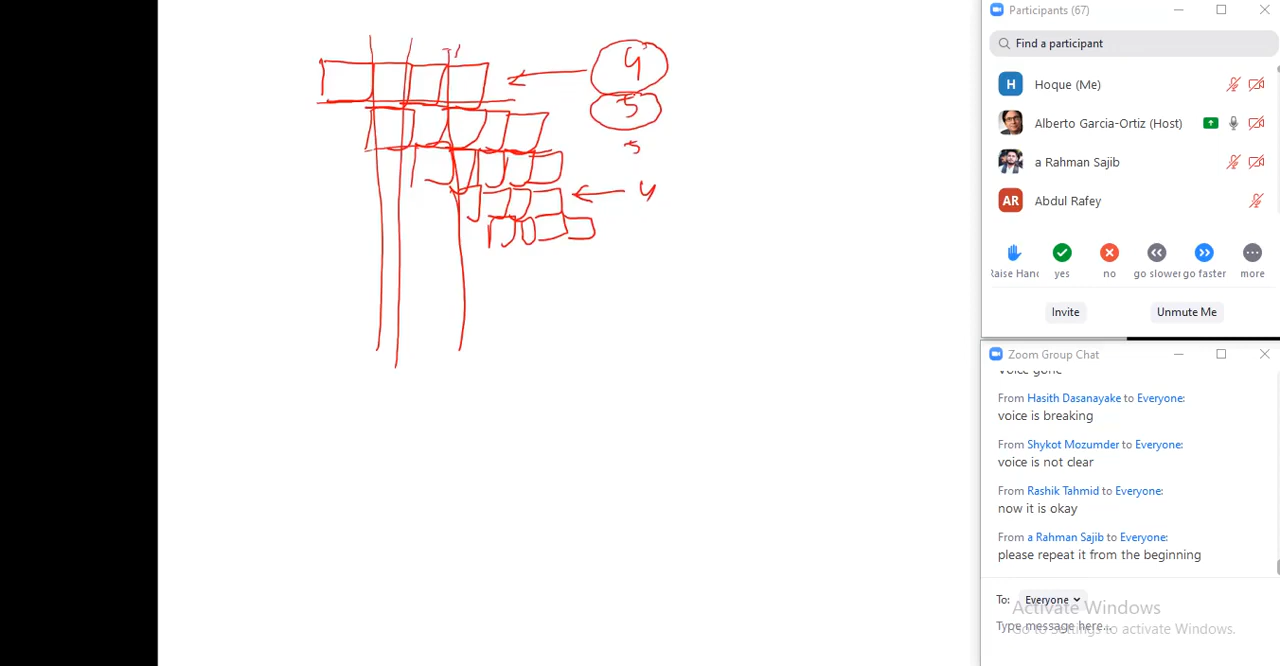 9
5
5
4
Participants (67)
Find a participant
H Hoque (Me)
Alberto Garcia-Ortiz (Host)
a Rahman Sajib
AR Abdul Rafey
Raise Hand yes no go slower go faster more
Invite Unmute Me
Zoom Group Chat
Voice gone
From Hasith Dasanayake to Everyone:
voice is breaking
From Shykot Mozumder to Everyone:
voice is not clear
From Rashik Tahmid to Everyone:
now it is okay
From a Rahman Sajib to Everyone:
please repeat it from the beginning
To: Everyone
Activate Windows
Type message here...
Go to Settings to activate Windows.